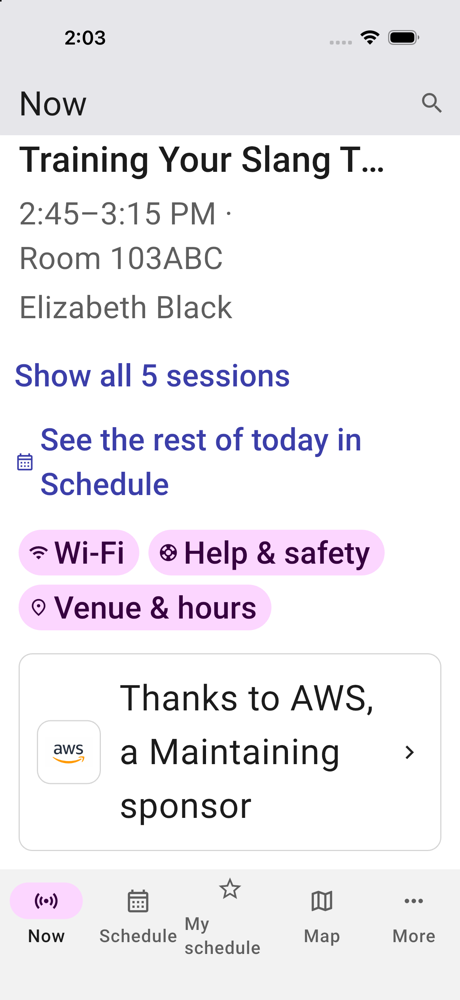 2:03
Now
Training Your Slang T…
2:45–3:15 PM ·
Room 103ABC
Elizabeth Black
Show all 5 sessions
See the rest of today in
Schedule
Wi-Fi
Help & safety
Venue & hours
aws
Thanks to AWS,
a Maintaining
sponsor
Now
Schedule
My
schedule
Map
More